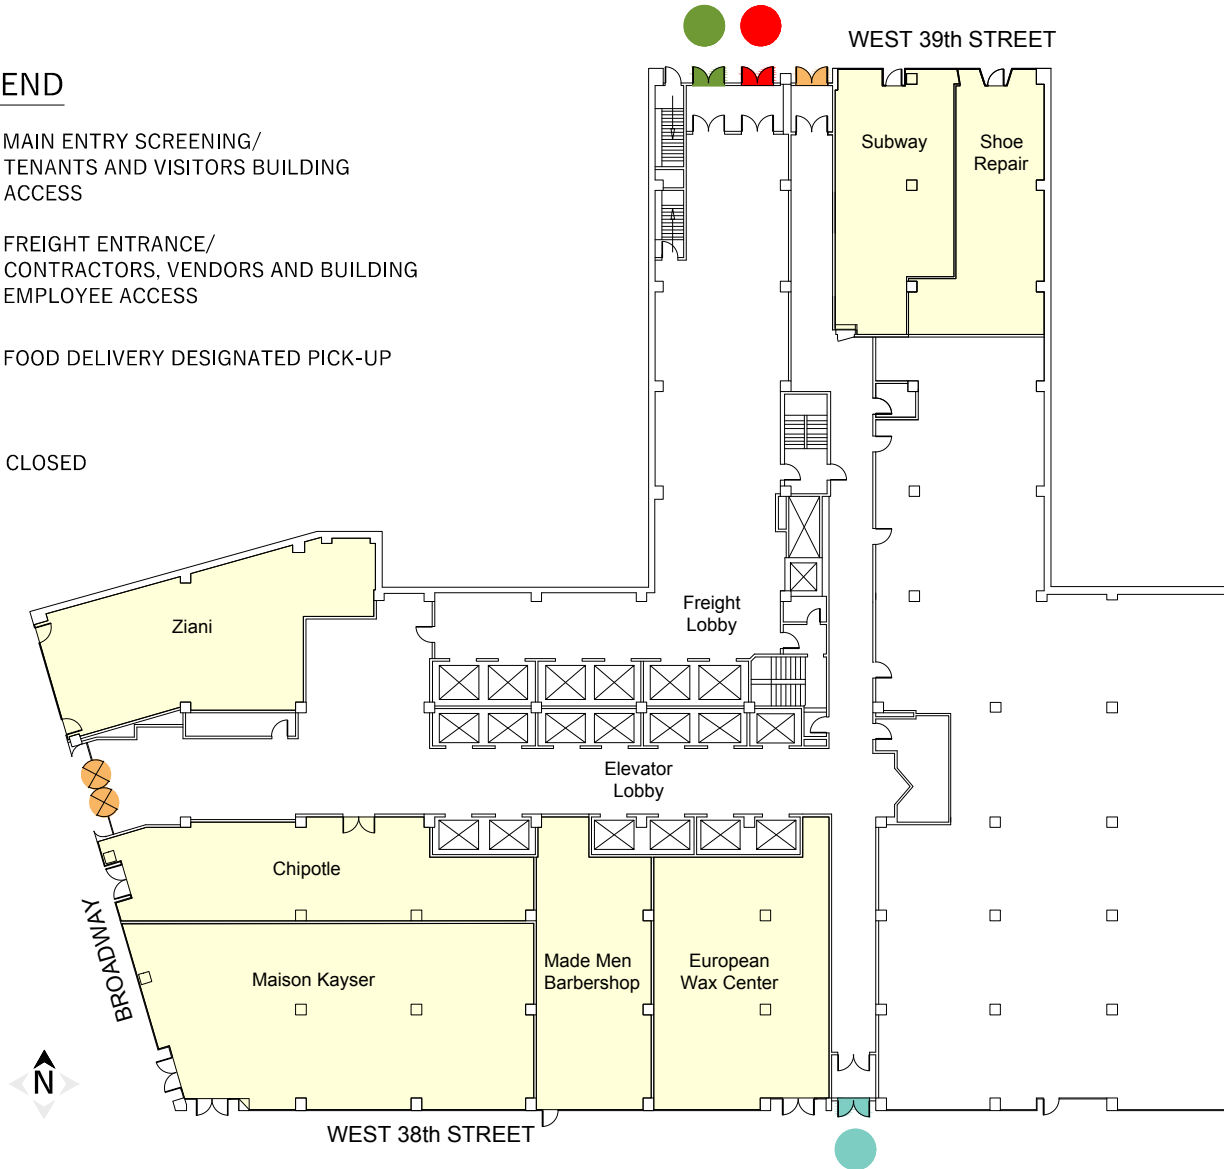 WEST 39th STREET
END
MAIN ENTRY SCREENING/
TENANTS AND VISITORS BUILDING
ACCESS
FREIGHT ENTRANCE/
CONTRACTORS, VENDORS AND BUILDING
EMPLOYEE ACCESS
FOOD DELIVERY DESIGNATED PICK-UP
CLOSED
Subway
Shoe
Repair
Ziani
Freight
Lobby
Elevator
Lobby
Chipotle
Maison Kayser
Made Men
Barbershop
European
Wax Center
BROADWAY
N
WEST 38th STREET